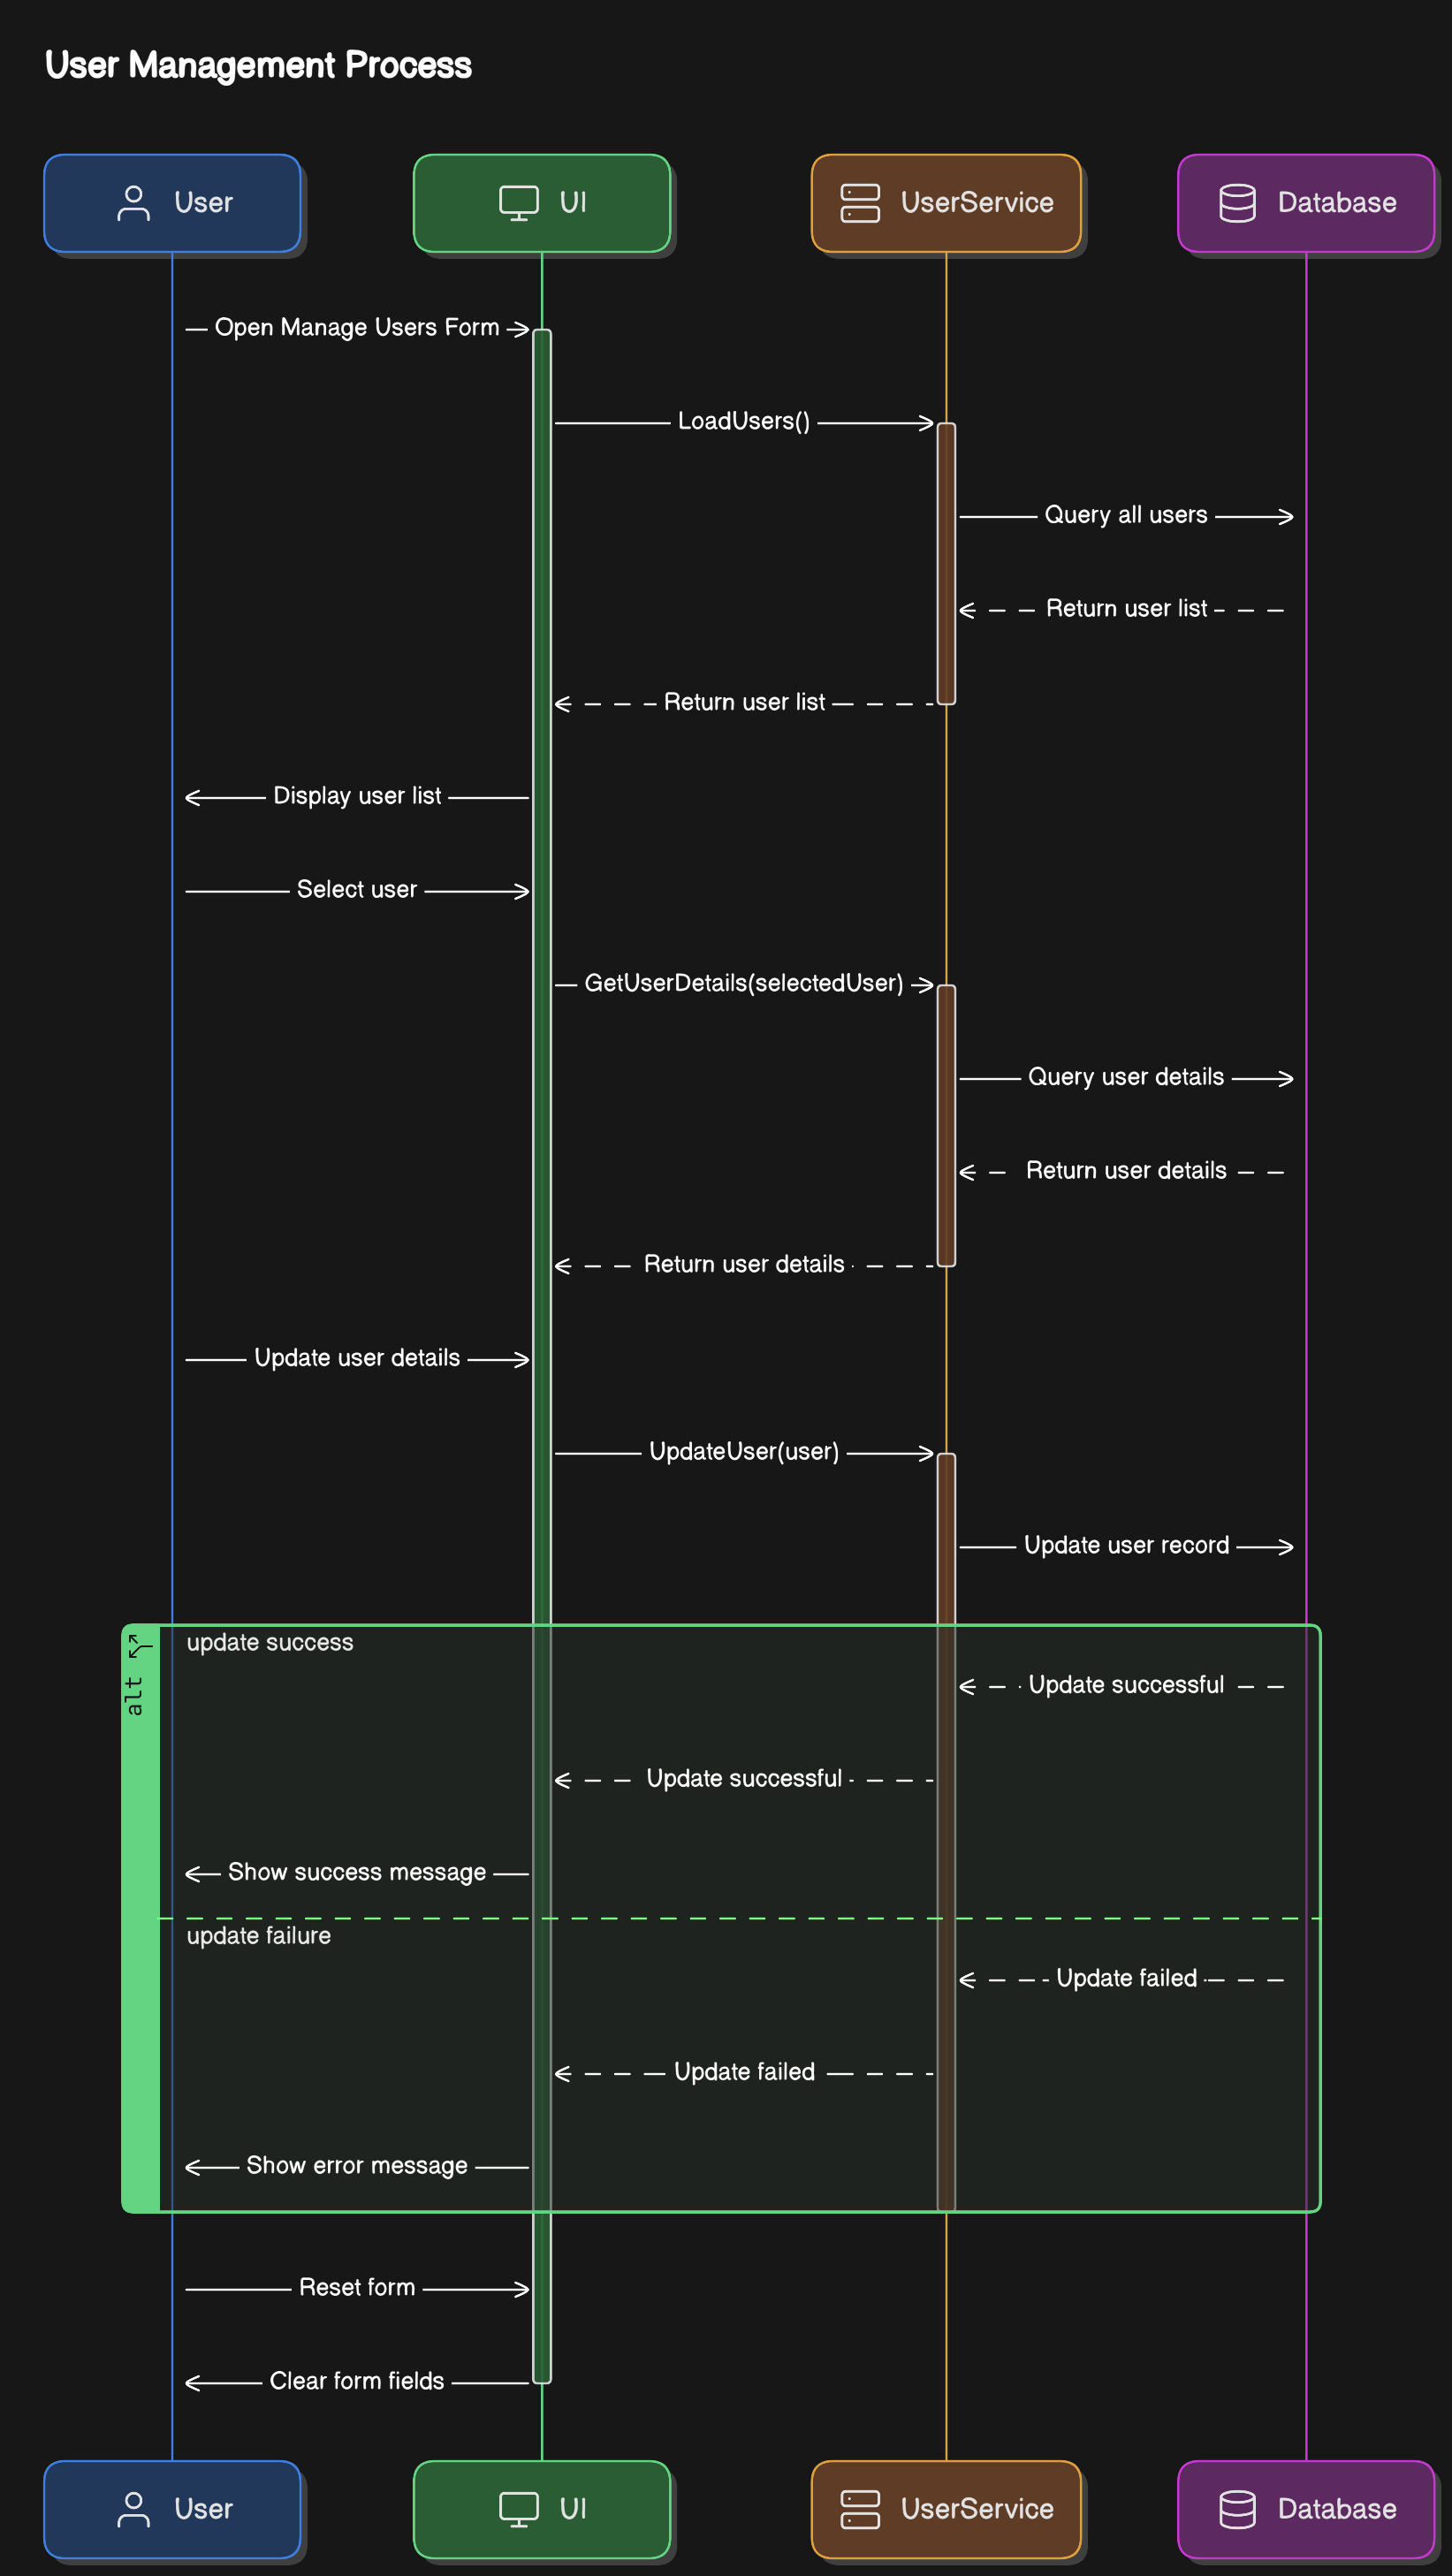 User Management Process
User
UI
UserService
Database
Open Manage Users Form
LoadUsers()
Query all users
Return user list
Return user list
Display user list
Select user
GetUserDetails(selectedUser)
Query user details
Return user details
Return user details
Update user details
UpdateUser(user)
Update user record
alt
update success
Update successful
Update successful
Show success message
update failure
Update failed
Update failed
Show error message
Reset form
Clear form fields
User
UI
UserService
Database